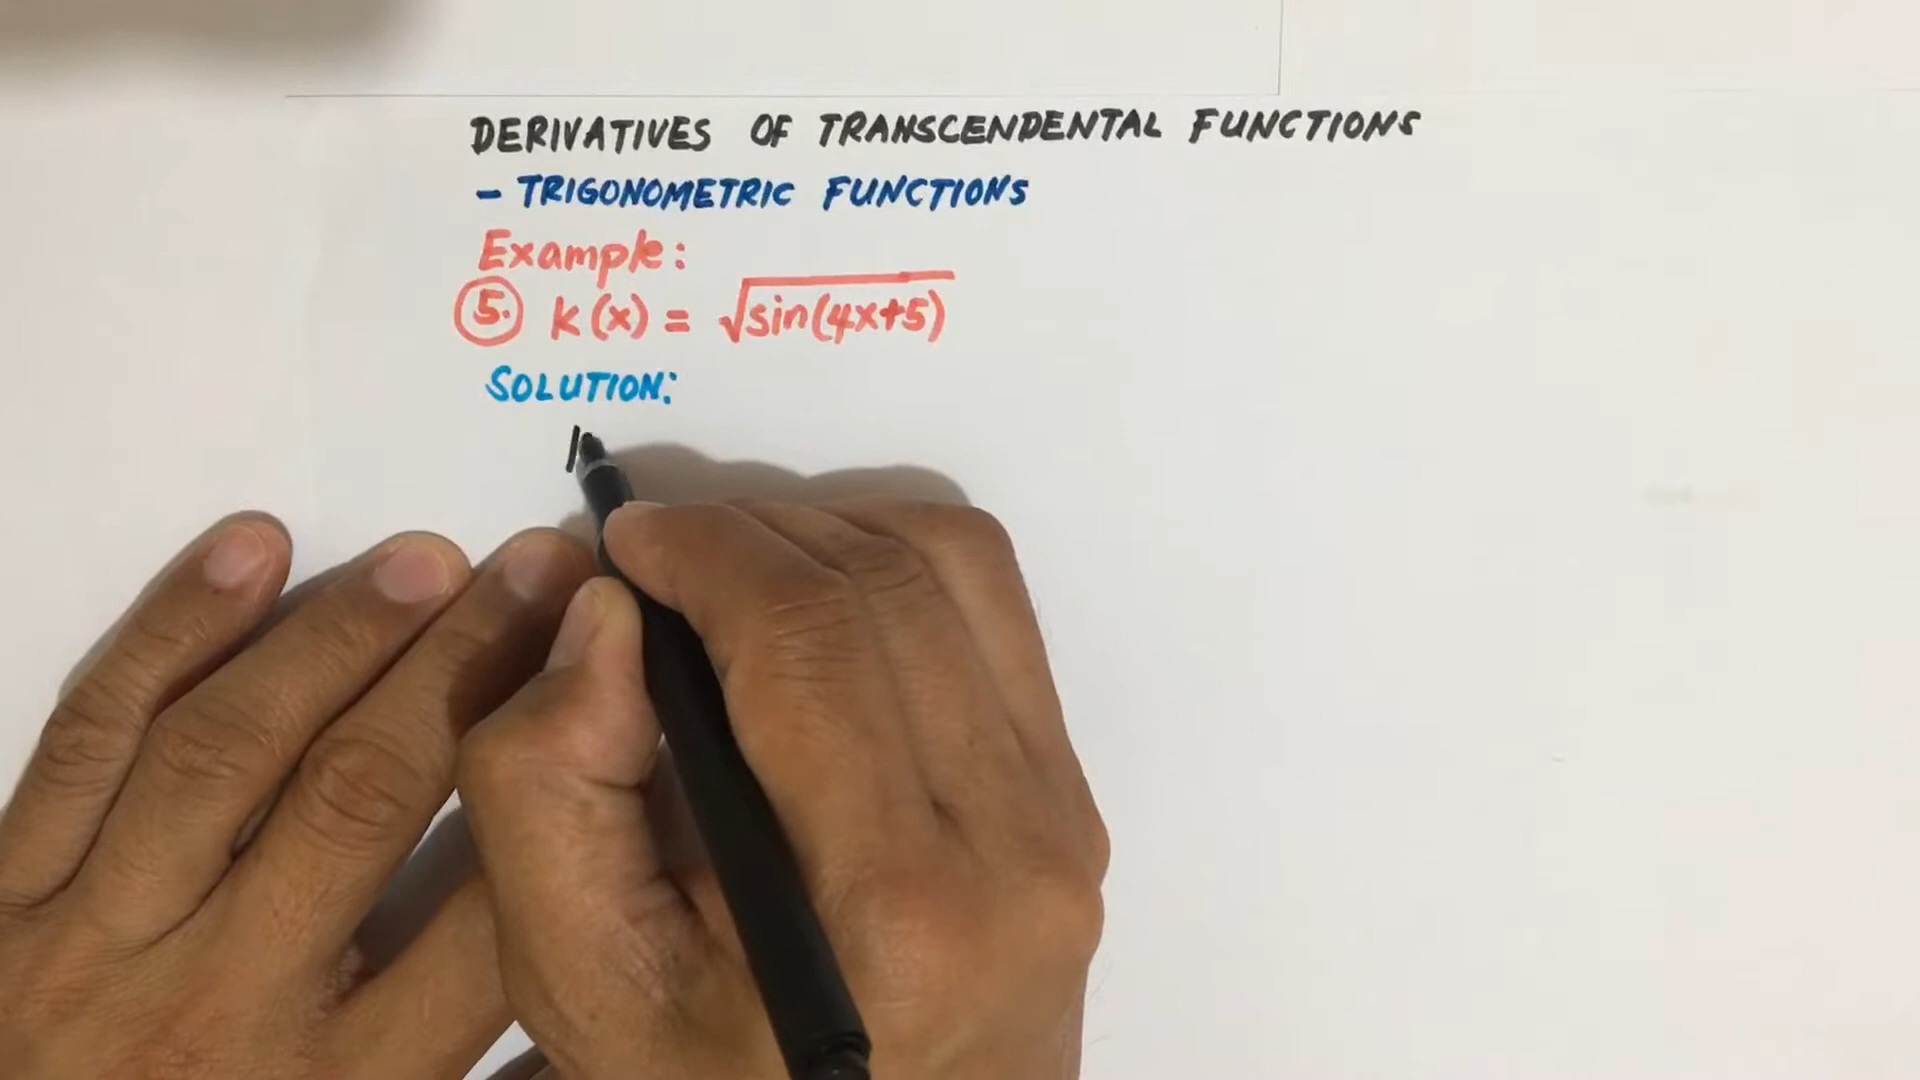 DERIVATIVES OF TRANSCENDENTAL FUNCTIONS
- TRIGONOMETRIC FUNCTIONS
Example:
5. k(x) = √sin(4x+5)
SOLUTION: